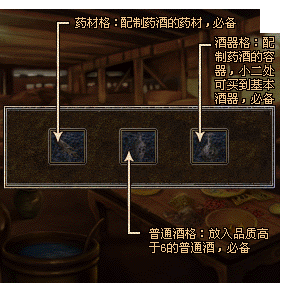 药材格：配制药酒的药材，必备
酒器格：配
制药酒的容
器，小二处
可买到基本
酒器，必备
普通酒格：放入品质高
于6的普通酒，必备